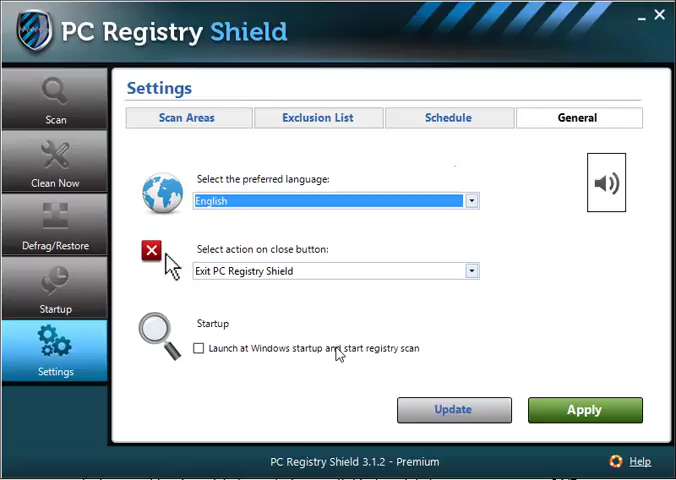 PC Registry Shield
Scan
Clean Now
Defrag/Restore
Startup
Settings
Settings
Scan Areas
Exclusion List
Schedule
General
Select the preferred language:
English
Select action on close button:
Exit PC Registry Shield
Startup
Launch at Windows startup and start registry scan
Update
Apply
PC Registry Shield 3.1.2 - Premium
Help